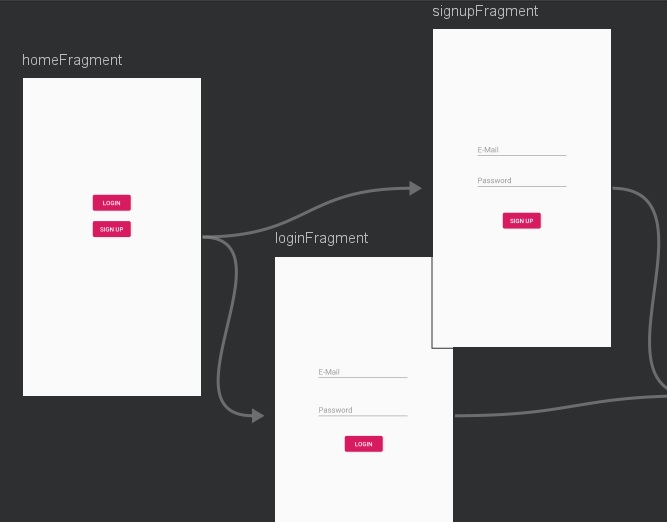 homeFragment
LOGIN
SIGN UP
signupFragment
E-Mail
Password
SIGN UP
loginFragment
E-Mail
Password
LOGIN